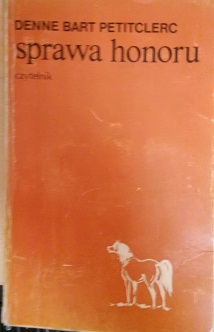 DENNE BART PETITCLERC
sprawa honoru
czytelnik